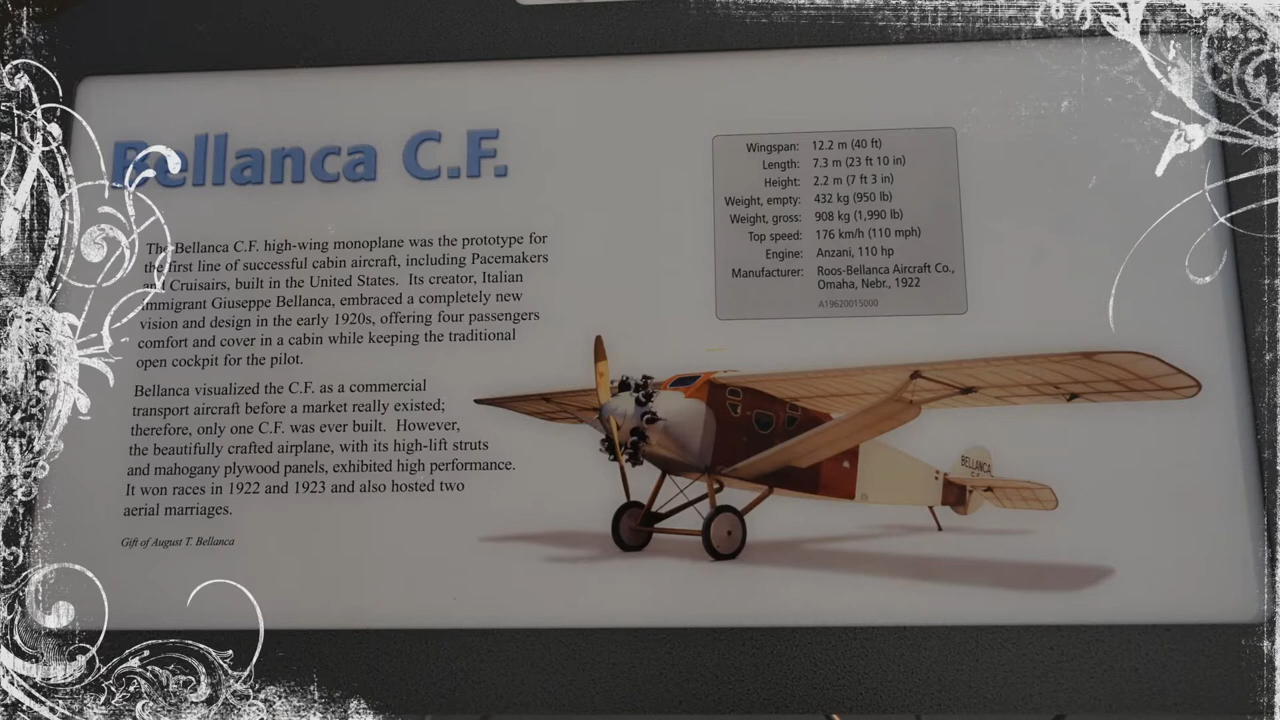 Bellanca C.F.
The Bellanca C.F. high-wing monoplane was the prototype for
the first line of successful cabin aircraft, including Pacemakers
and Cruisairs, built in the United States. Its creator, Italian
immigrant Giuseppe Bellanca, embraced a completely new
vision and design in the early 1920s, offering four passengers
comfort and cover in a cabin while keeping the traditional
open cockpit for the pilot.
Bellanca visualized the C.F. as a commercial
transport aircraft before a market really existed;
therefore, only one C.F. was ever built. However,
the beautifully crafted airplane, with its high-lift struts
and mahogany plywood panels, exhibited high performance.
It won races in 1922 and 1923 and also hosted two
aerial marriages.
Gift of August T. Bellanca
Wingspan: 12.2 m (40 ft)
Length: 7.3 m (23 ft 10 in)
Height: 2.2 m (7 ft 3 in)
Weight, empty: 432 kg (950 lb)
Weight, gross: 908 kg (1,990 lb)
Top speed: 176 km/h (110 mph)
Engine: Anzani, 110 hp
Manufacturer: Roos-Bellanca Aircraft Co.,
Omaha, Nebr., 1922
A19620015000
BELLANCA
C.F.